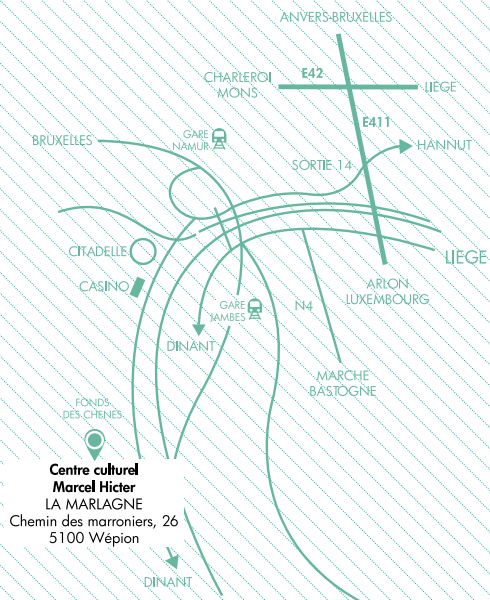 ANVERS-BRUXELLES
E42
CHARLEROI
MONS
LIEGE
E411
BRUXELLES
GARE
NAMUR
HANNUT
SORTIE 14
CITADELLE
LIEGE
CASINO
ARLON
LUXEMBOURG
GARE
JAMBES
N4
DINANT
MARCHE
BASTOGNE
FONDS
DES CHENES
Centre culturel
Marcel Hicter
LA MARLAGNE
Chemin des marroniers, 26
5100 Wépion
DINANT